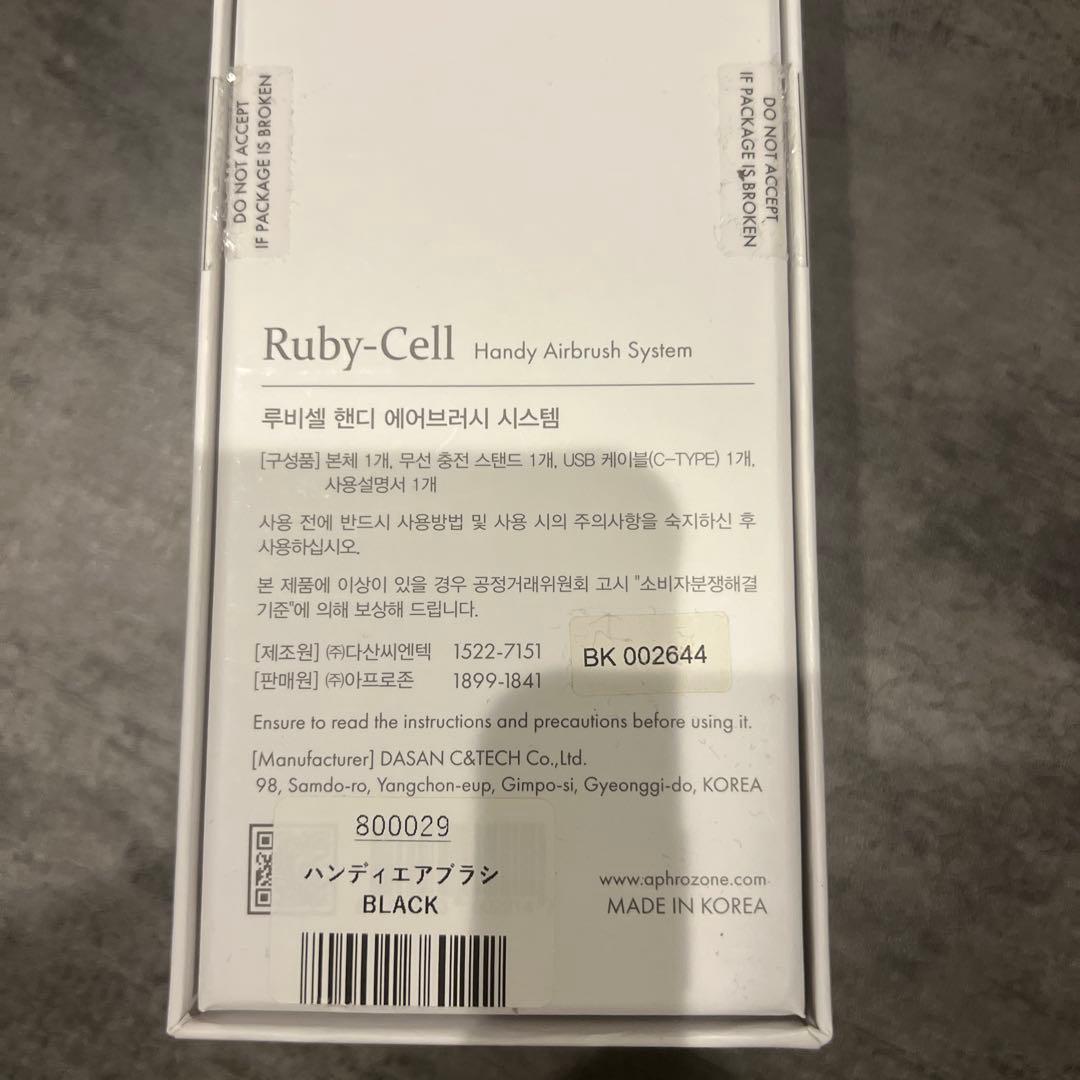 DO NOT ACCEPT
IF PACKAGE IS BROKEN
DO NOT ACCEPT
IF PACKAGE IS BROKEN
Ruby-Cell Handy Airbrush System
루비셀 핸디 에어브러시 시스템
[구성품] 본체 1개, 무선 충전 스탠드 1개, USB 케이블(C-TYPE) 1개,
사용설명서 1개
사용 전에 반드시 사용방법 및 사용 시의 주의사항을 숙지하신 후
사용하십시오.
본 제품에 이상이 있을 경우 공정거래위원회 고시 "소비자분쟁해결
기준"에 의해 보상해 드립니다.
[제조원] ㈜다산씨엔텍 1522-7151
[판매원] ㈜아프로존 1899-1841
BK 002644
Ensure to read the instructions and precautions before using it.
[Manufacturer] DASAN C&TECH Co.,Ltd.
98, Samdo-ro, Yangchon-eup, Gimpo-si, Gyeonggi-do, KOREA
800029
ハンディエアブラシ
BLACK
www.aphrozone.com
MADE IN KOREA